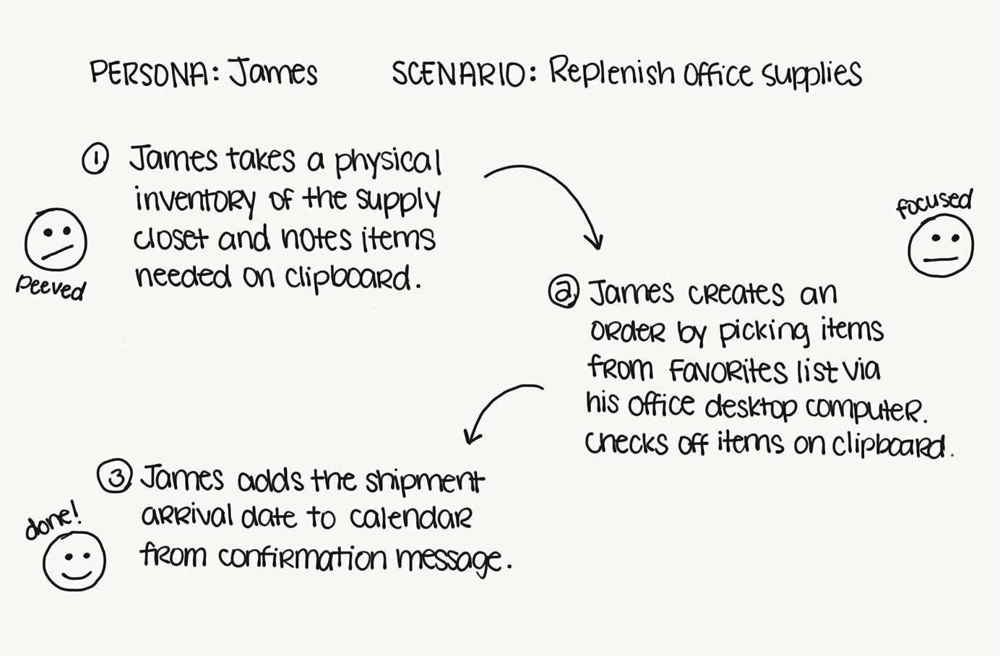 PERSONA: James
SCENARIO: Replenish office supplies
1 James takes a physical
inventory of the supply
closet and notes items
needed on clipboard.
peeved
focused
2 James creates an
order by picking items
from FAVORITES list via
his office desktop computer.
Checks off items on clipboard.
3 James adds the shipment
arrival date to calendar
from confirmation message.
done!